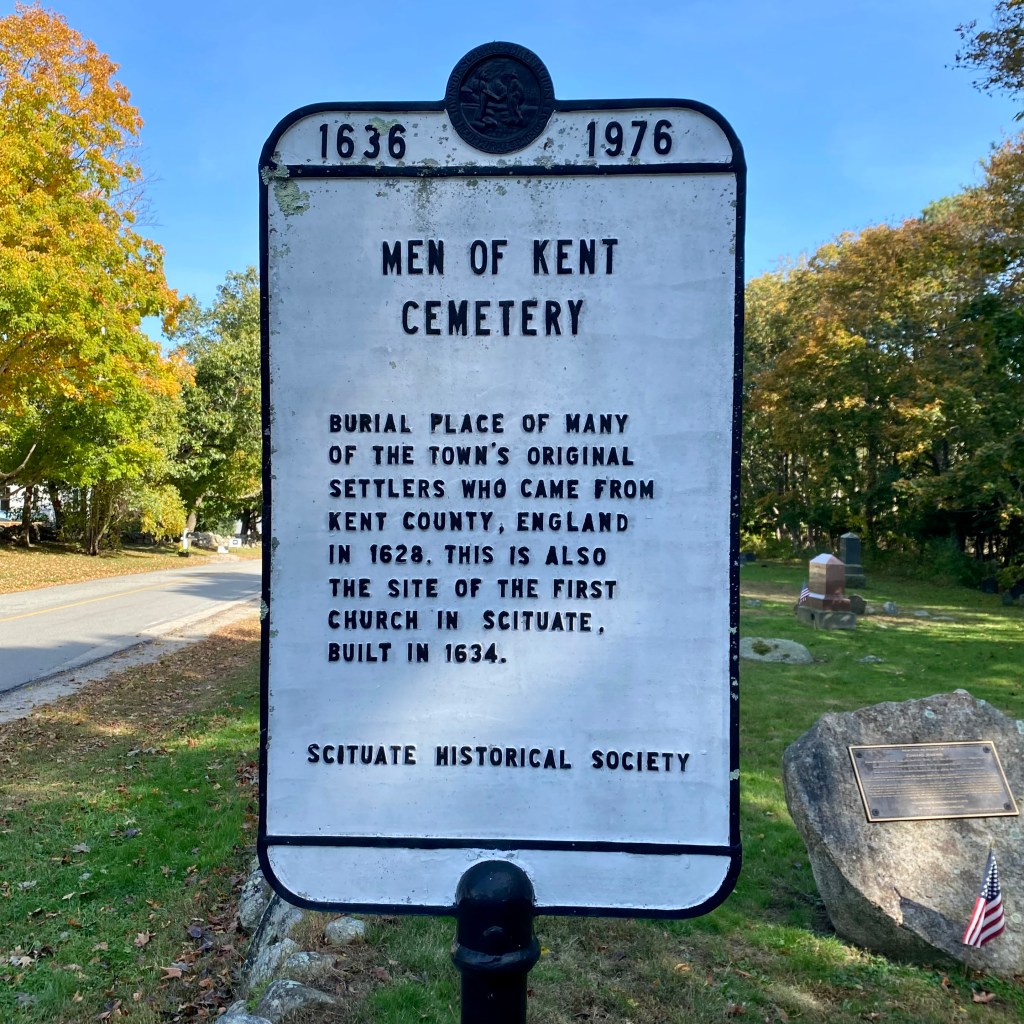 1636 1976
MEN OF KENT
CEMETERY
BURIAL PLACE OF MANY
OF THE TOWN'S ORIGINAL
SETTLERS WHO CAME FROM
KENT COUNTY, ENGLAND
IN 1628. THIS IS ALSO
THE SITE OF THE FIRST
CHURCH IN SCITUATE,
BUILT IN 1634.
SCITUATE HISTORICAL SOCIETY